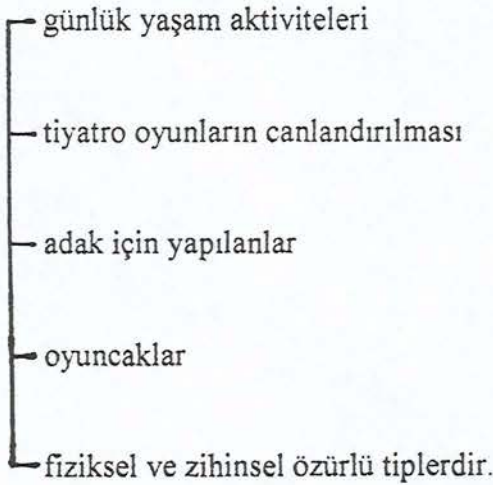 günlük yaşam aktiviteleri
tiyatro oyunların canlandırılması
adak için yapılanlar
oyuncaklar
fiziksel ve zihinsel özürlü tiplerdir.